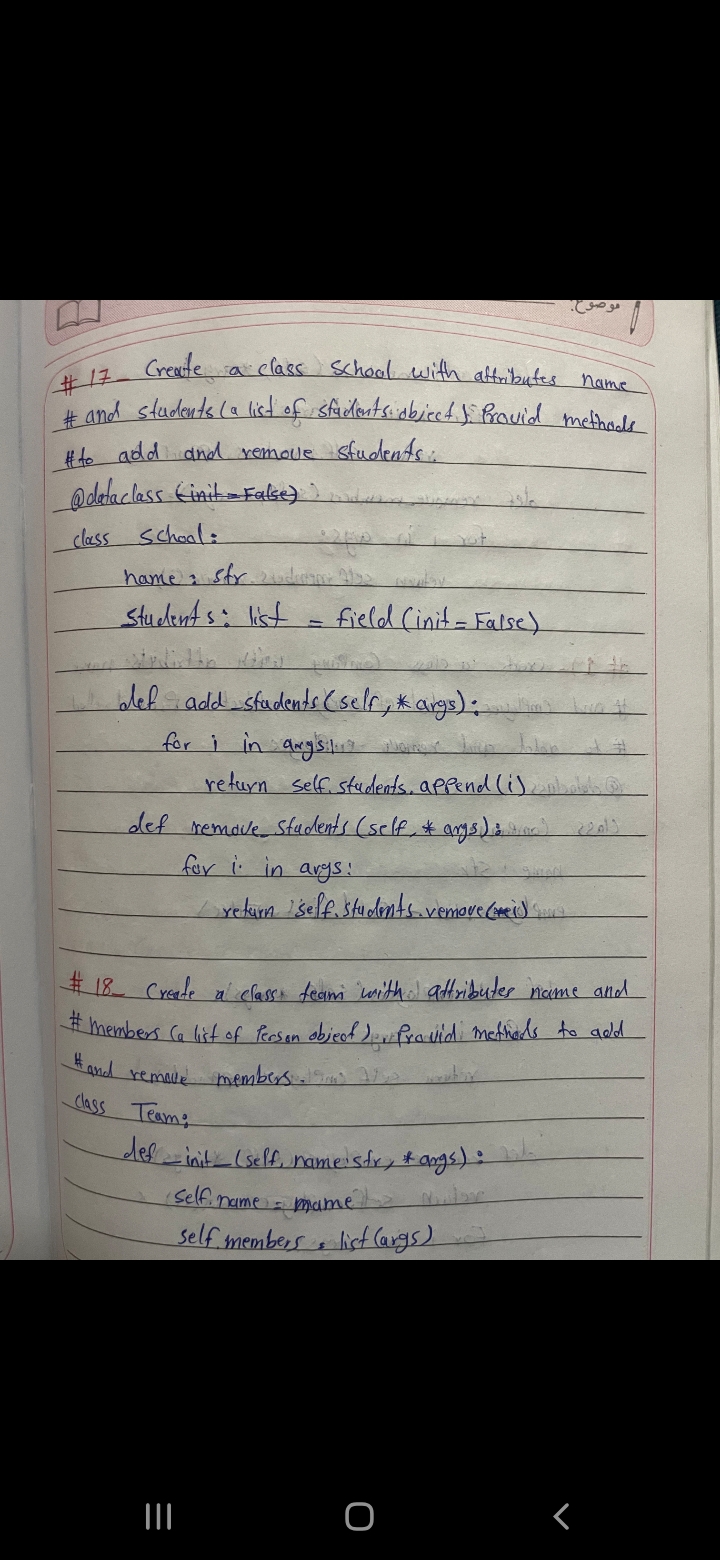 موضوع:
# 17_ Create a class School with attributes name
# and students (a list of students object). Provid methods
# to add and remove students.
@dataclass (init = False)
class School:
name : str
students : list = field (init = False)
def add_students (self, *args):
for i in args:
return self.students.append(i)
def remove_students (self, *args):
for i in args:
return self.students.remove(i)
# 18_ Create a class team with attributes name and
# members (a list of Person object). Provid methods to add
# and remove members.
class Team:
def _init_ (self, name:str, *args):
self.name = name
self.members = list(args)